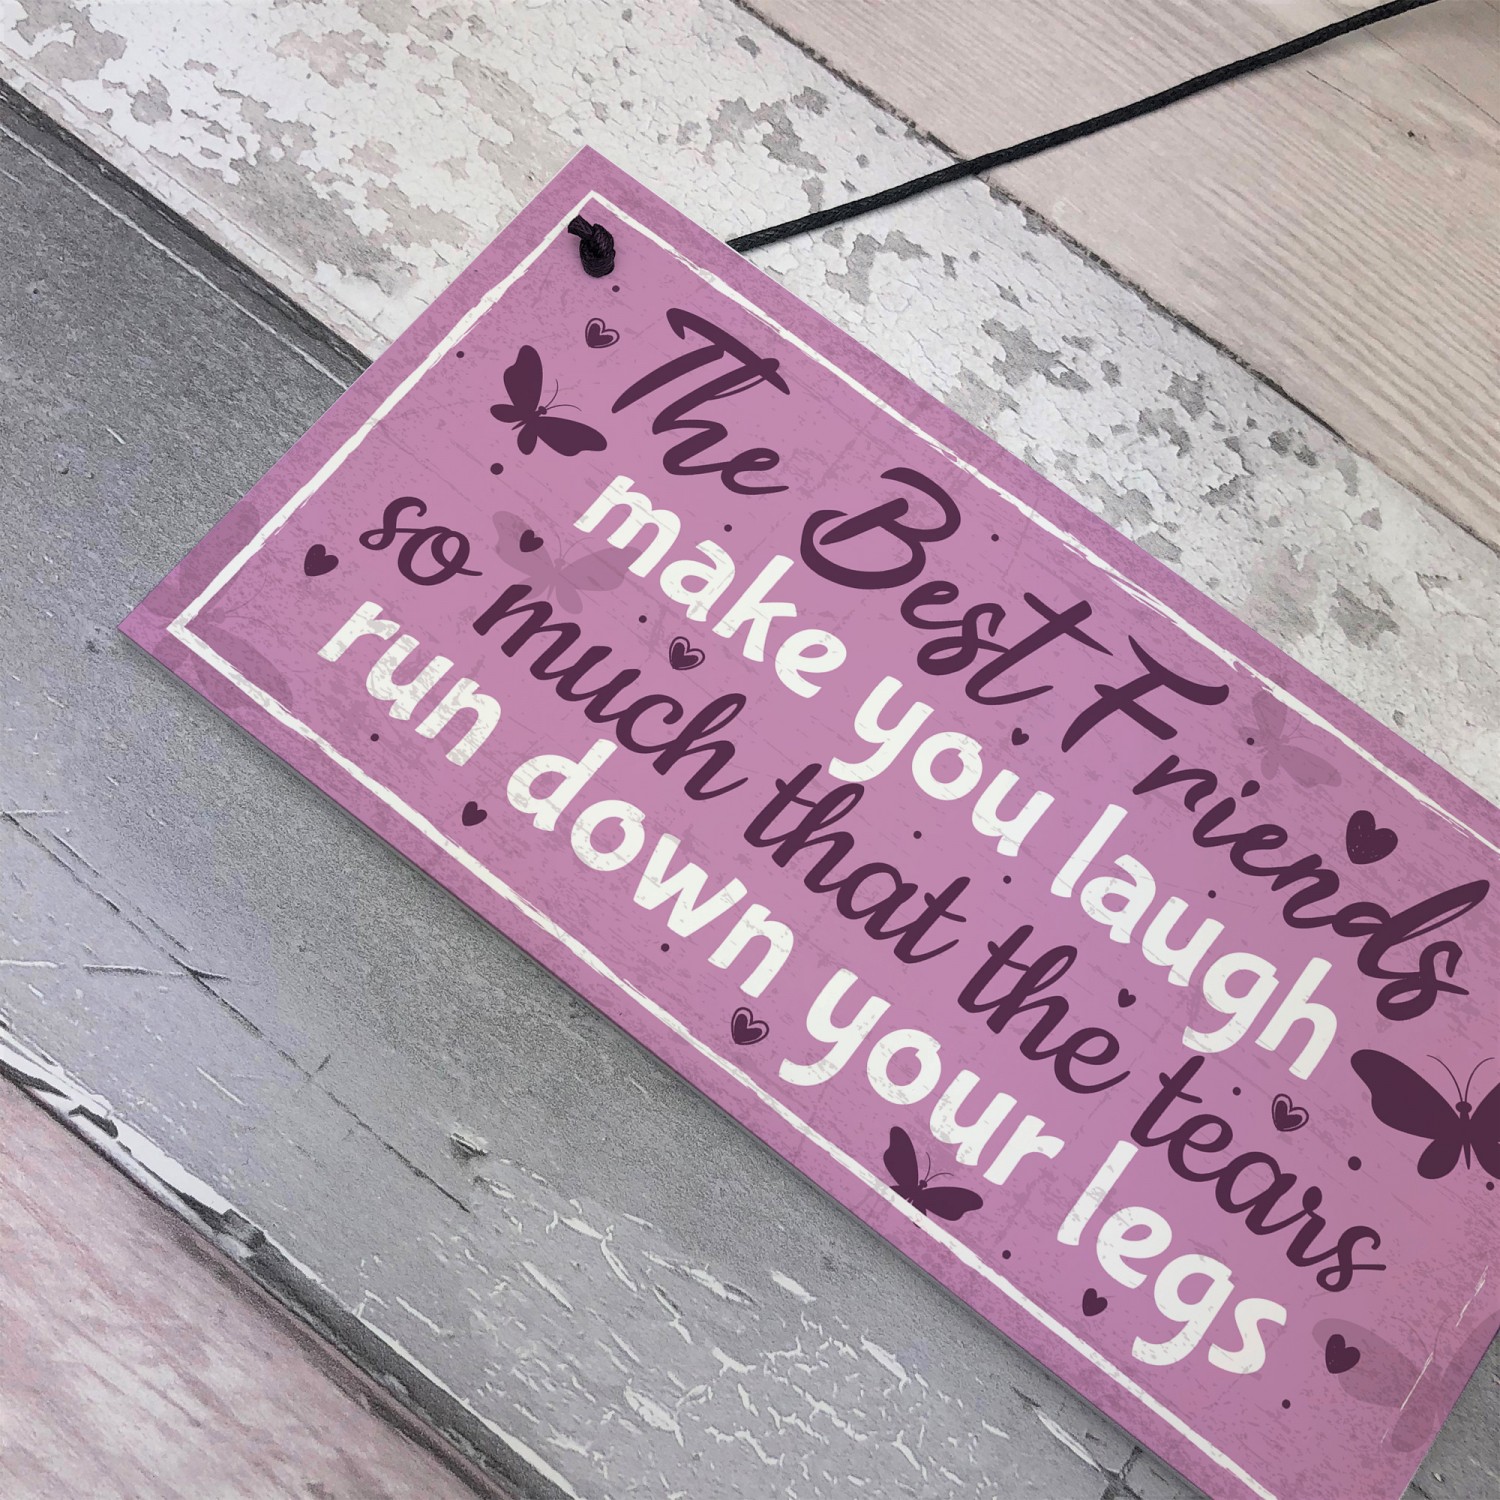 The Best Friends
make you laugh
so much that the tears
run down your legs